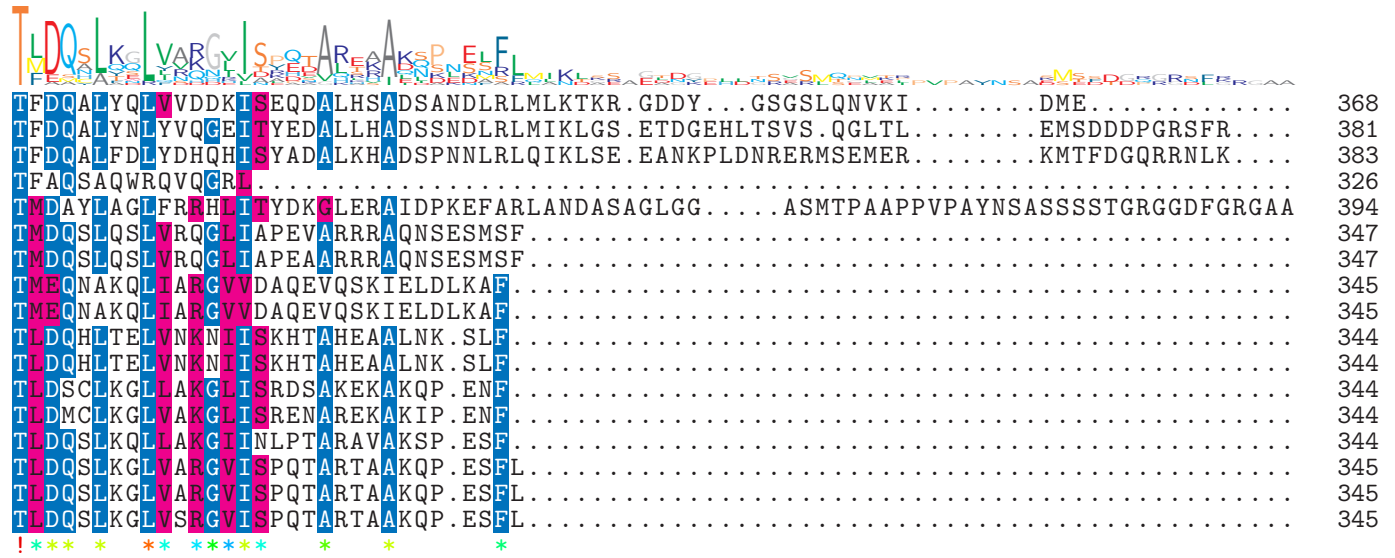 TFDQALYQLVVDDKISEQDALHSADSANDLRLMLKTKR.GDDY...GSGSLQNVKI........DME............. 368
TFDQALYNLYVQGEITYEDALLHADSSNDLRLMIKLGS.ETDGEHLTSVS.QGLTL........EMSDDDPGRSFR.... 381
TFDQALFDLYDHQHISYADALKHADSPNNLRLQIKLSE.EANKPLDNRERMSEMER........KMTFDGQRRNLK.... 383
TFAQSAQWRQVQGRL................................................................. 326
TMDAYLAGLFRRHLITYDKGLERAIDPKEFARLANDASAGLGG.....ASMTPAAPPVPAYNSASSSSTGRGGDFGRGAA 394
TMDQSLQSLVRQGLIAPEVARRRAQNSESMSF................................................ 347
TMDQSLQSLVRQGLIAPEAARRRAQNSESMSF................................................ 347
TMEQNAKQLIARGVVDAQEVQSKIELDLKAF................................................. 345
TMEQNAKQLIARGVVDAQEVQSKIELDLKAF................................................. 345
TLDQHLTELVNKNIISKHTAHEAALNK.SLF................................................. 344
TLDQHLTELVNKNIISKHTAHEAALNK.SLF................................................. 344
TLDSCLKGLLAKGLISRDSAKEKAKQP.ENF................................................. 344
TLDMCLKGLVAKGLISRENAREKAKIP.ENF................................................. 344
TLDQSLKQLLAKGIINLPTARAVAKSP.ESF................................................. 344
TLDQSLKGLVARGVISPQTARTAAKQP.ESFL................................................ 345
TLDQSLKGLVARGVISPQTARTAAKQP.ESFL................................................ 345
TLDQSLKGLVSRGVISPQTARTAAKQP.ESFL................................................ 345
!*** *  ** *****   *   *      *